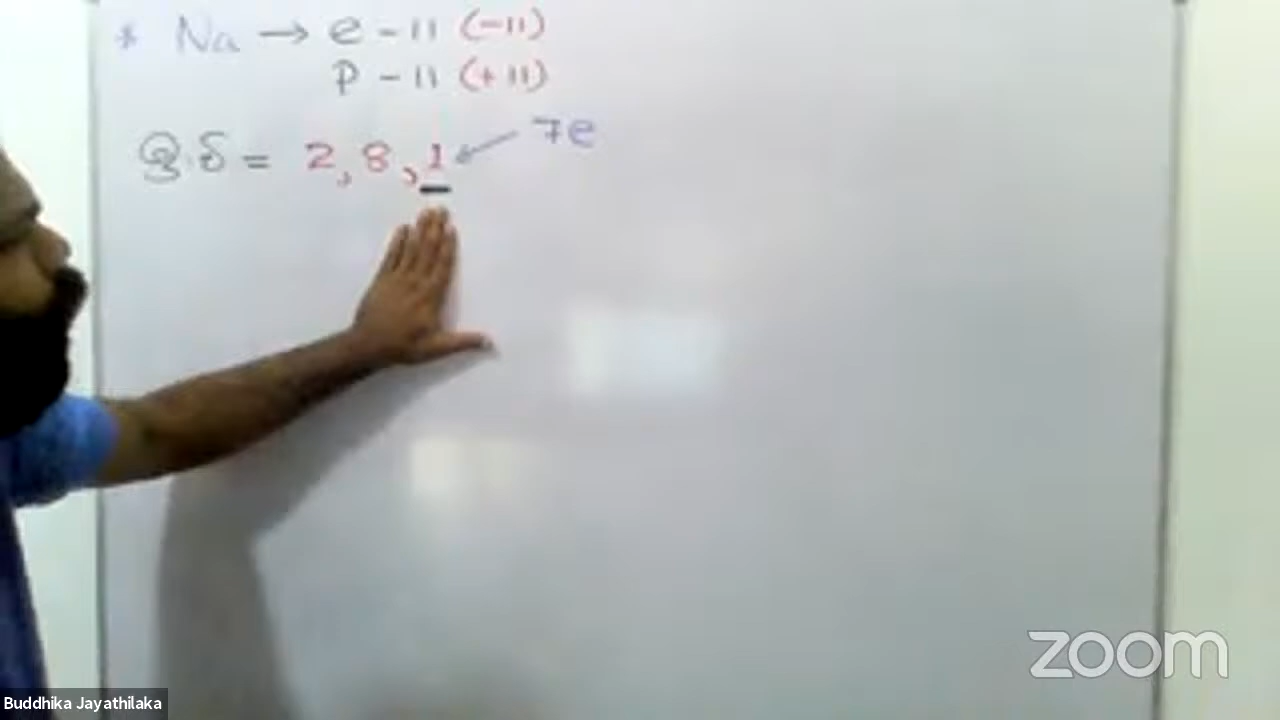 * Na → e - 11 (-11)
P - 11 (+11)
ඉ.වි = 2, 8, 1 ← 7e
zoom
Buddhika Jayathilaka